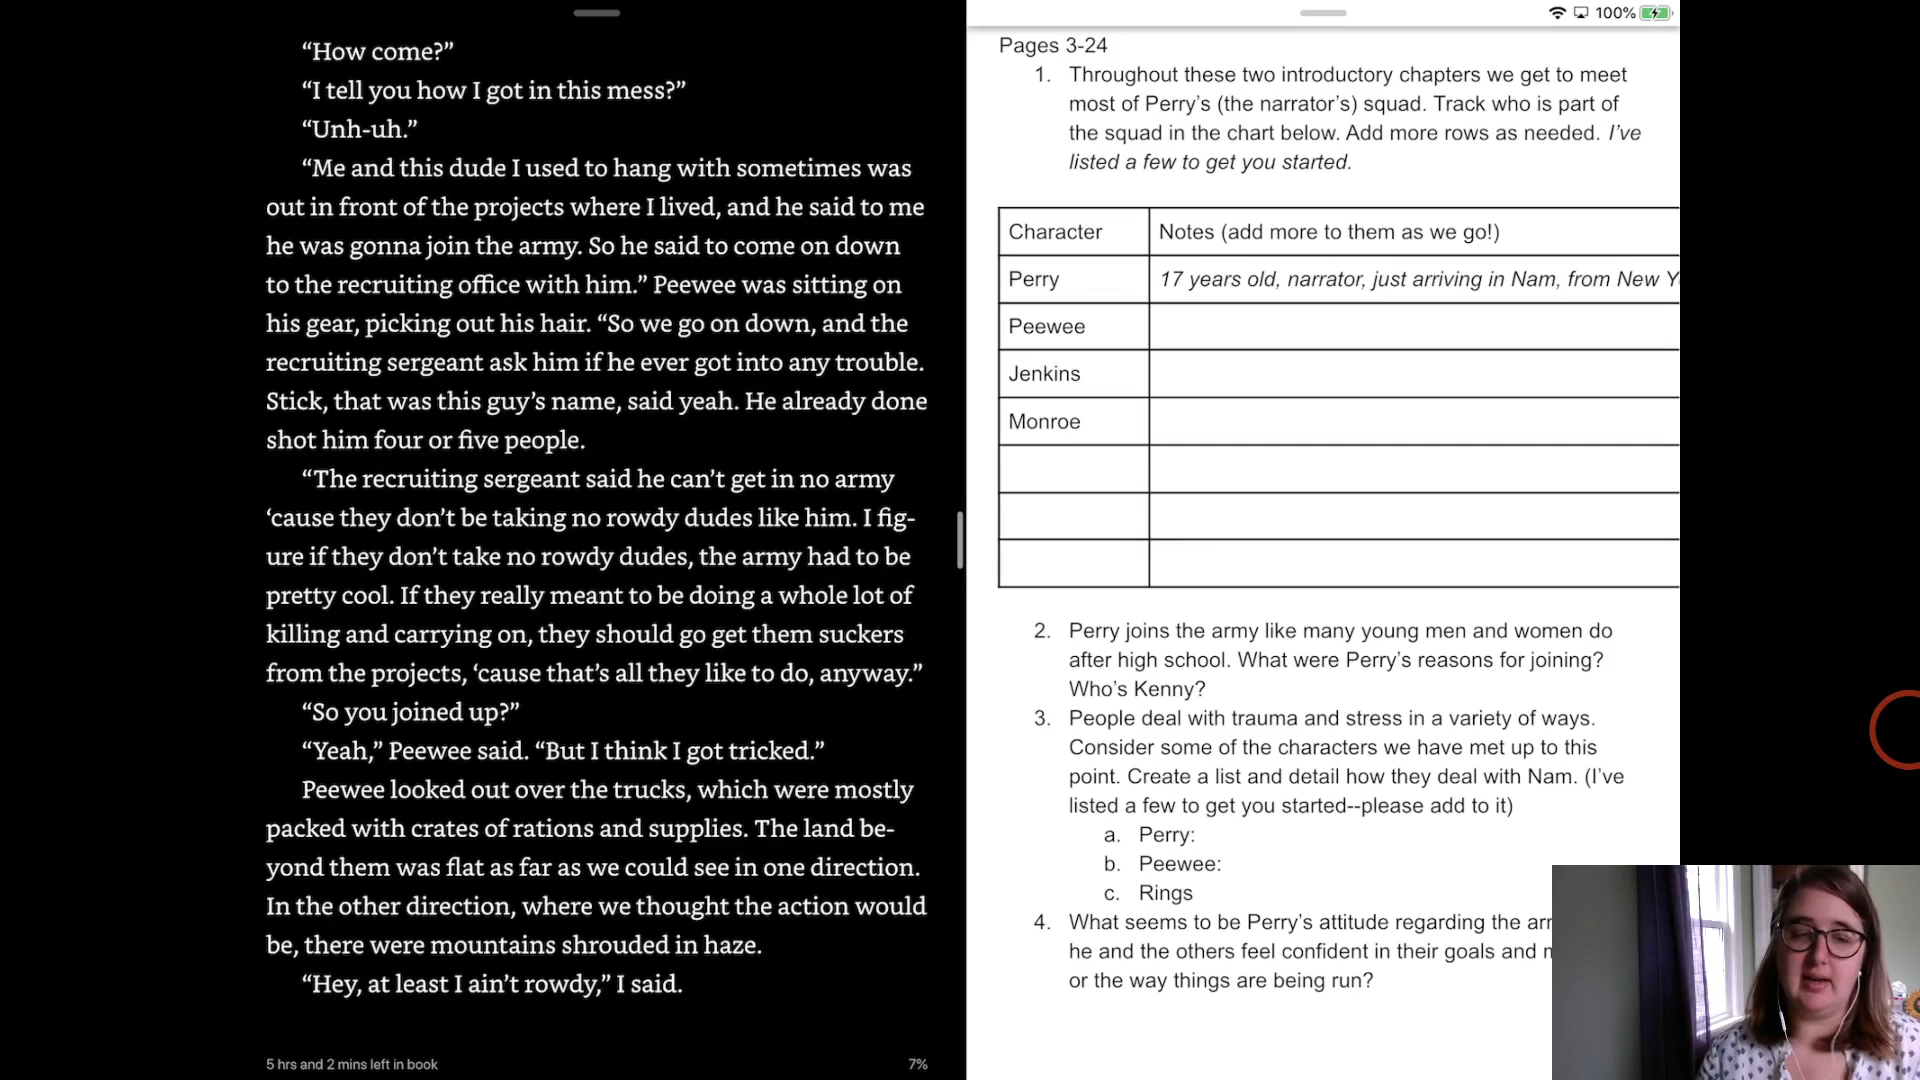 “How come?”
“I tell you how I got in this mess?”
“Unh-uh.”
“Me and this dude I used to hang with sometimes was
out in front of the projects where I lived, and he said to me
he was gonna join the army. So he said to come on down
to the recruiting office with him.” Peewee was sitting on
his gear, picking out his hair. “So we go on down, and the
recruiting sergeant ask him if he ever got into any trouble.
Stick, that was this guy’s name, said yeah. He already done
shot him four or five people.
“The recruiting sergeant said he can’t get in no army
‘cause they don’t be taking no rowdy dudes like him. I fig-
ure if they don’t take no rowdy dudes, the army had to be
pretty cool. If they really meant to be doing a whole lot of
killing and carrying on, they should go get them suckers
from the projects, ‘cause that’s all they like to do, anyway.”
“So you joined up?”
“Yeah,” Peewee said. “But I think I got tricked.”
Peewee looked out over the trucks, which were mostly
packed with crates of rations and supplies. The land be-
yond them was flat as far as we could see in one direction.
In the other direction, where we thought the action would
be, there were mountains shrouded in haze.
“Hey, at least I ain’t rowdy,” I said.
5 hrs and 2 mins left in book
7%
100%
Pages 3-24
1. Throughout these two introductory chapters we get to meet
most of Perry’s (the narrator’s) squad. Track who is part of
the squad in the chart below. Add more rows as needed. I’ve
listed a few to get you started.
Character Notes (add more to them as we go!)
Perry 17 years old, narrator, just arriving in Nam, from New Y
Peewee
Jenkins
Monroe
2. Perry joins the army like many young men and women do
after high school. What were Perry’s reasons for joining?
Who’s Kenny?
3. People deal with trauma and stress in a variety of ways.
Consider some of the characters we have met up to this
point. Create a list and detail how they deal with Nam. (I’ve
listed a few to get you started--please add to it)
a. Perry:
b. Peewee:
c. Rings
4. What seems to be Perry’s attitude regarding the
he and the others feel confident in their goals and
or the way things are being run?